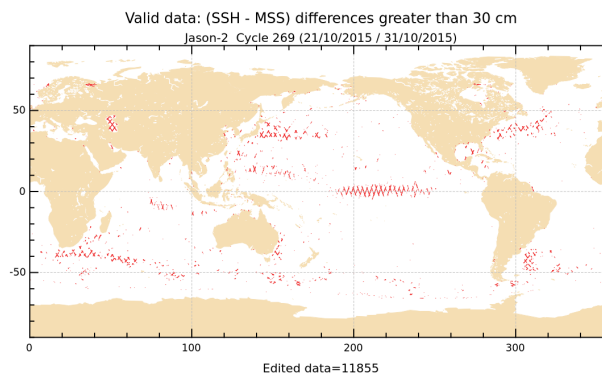 Valid data: (SSH - MSS) differences greater than 30 cm
Jason-2 Cycle 269 (21/10/2015 / 31/10/2015)
50
0
-50
0 100 200 300
Edited data=11855